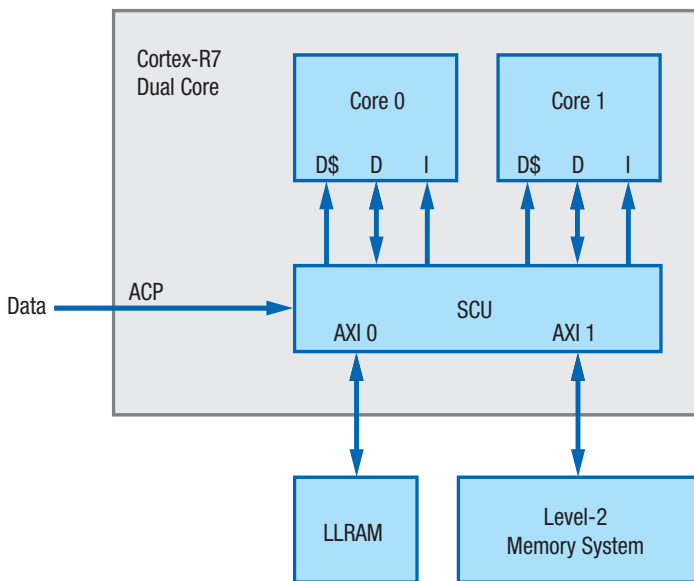 Cortex-R7
Dual Core
Core 0
Core 1
D$ D I
D$ D I
Data
ACP
SCU
AXI 0
AXI 1
LLRAM
Level-2
Memory System